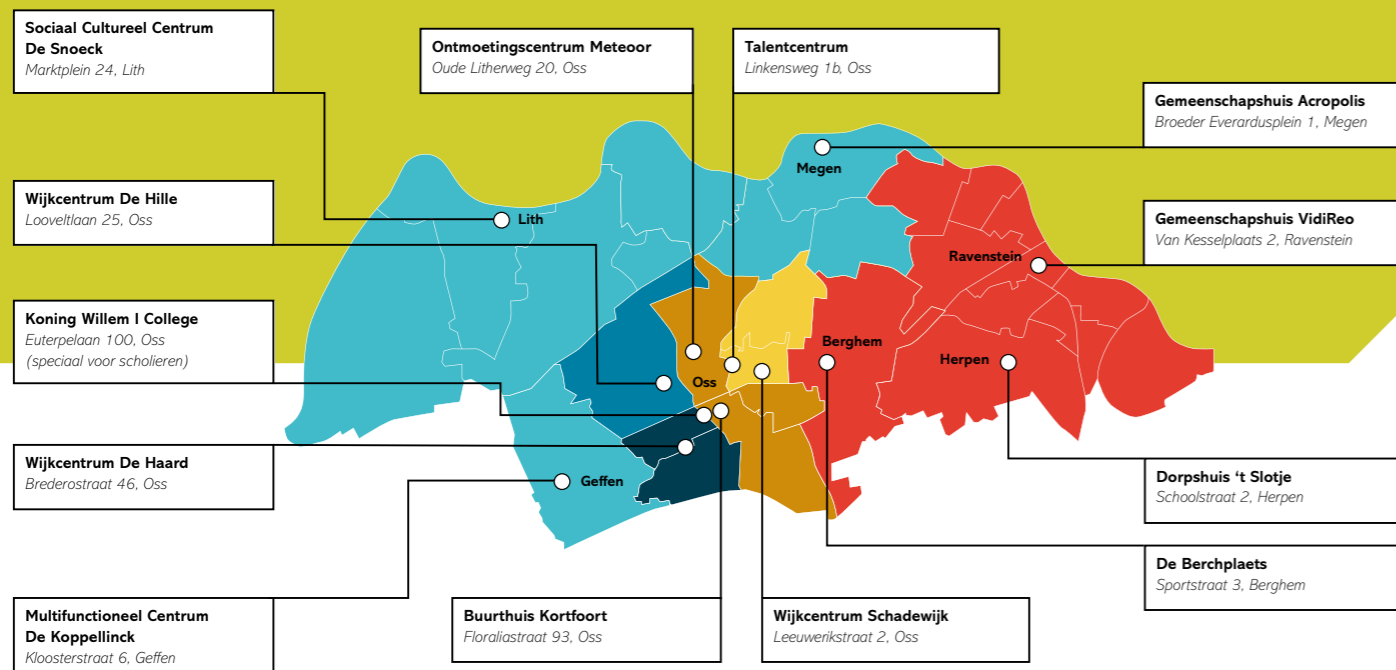 Sociaal Cultureel Centrum
De Snoeck
Marktplein 24, Lith
Ontmoetingscentrum Meteoor
Oude Litherweg 20, Oss
Talentcentrum
Linkensweg 1b, Oss
Gemeenschapshuis Acropolis
Broeder Everardusplein 1, Megen
Wijkcentrum De Hille
Looveltlaan 25, Oss
Gemeenschapshuis VidiReo
Van Kesselplaats 2, Ravenstein
Koning Willem I College
Euterpelaan 100, Oss
(speciaal voor scholieren)
Megen
Lith
Ravenstein
Berghem
Herpen
Oss
Geffen
Wijkcentrum De Haard
Brederostraat 46, Oss
Dorpshuis ‘t Slotje
Schoolstraat 2, Herpen
De Berchplaets
Sportstraat 3, Berghem
Multifunctioneel Centrum
De Koppellinck
Kloosterstraat 6, Geffen
Buurthuis Kortfoort
Floraliastraat 93, Oss
Wijkcentrum Schadewijk
Leeuwerikstraat 2, Oss